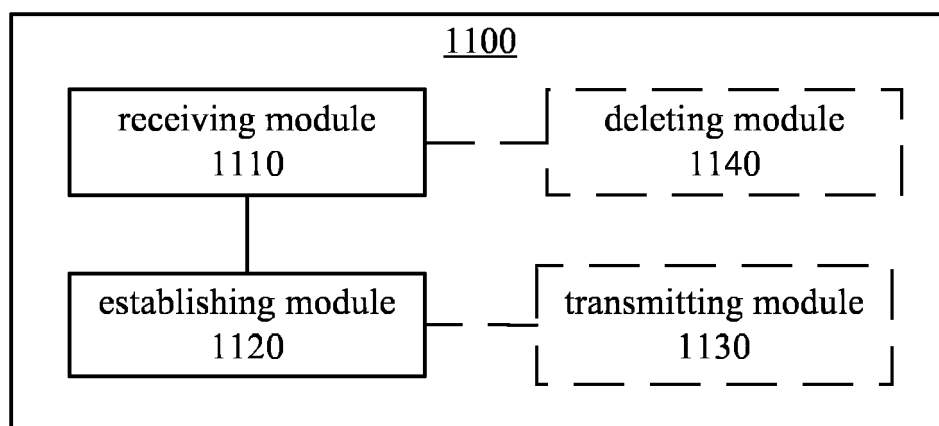 1100
receiving module
1110
deleting module
1140
establishing module
1120
transmitting module
1130